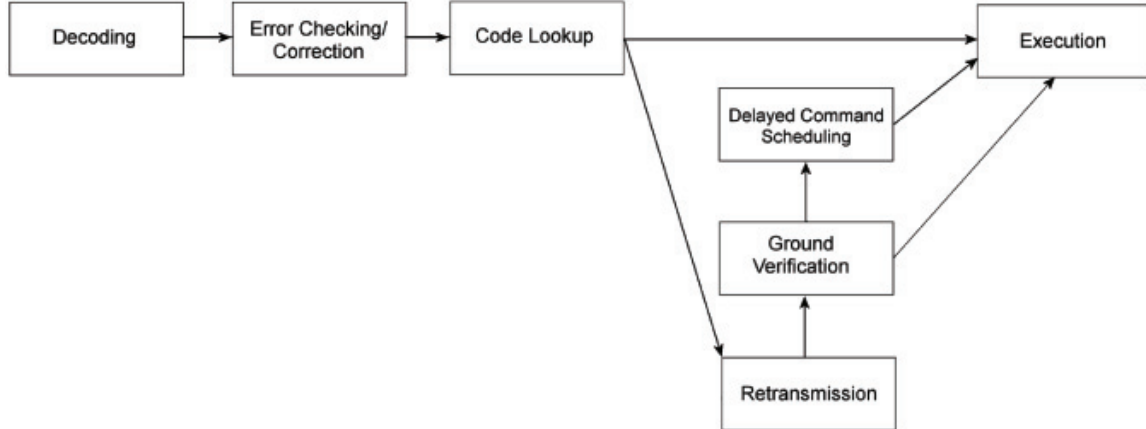 Decoding
Error Checking/
Correction
Code Lookup
Execution
Delayed Command
Scheduling
Ground
Verification
Retransmission